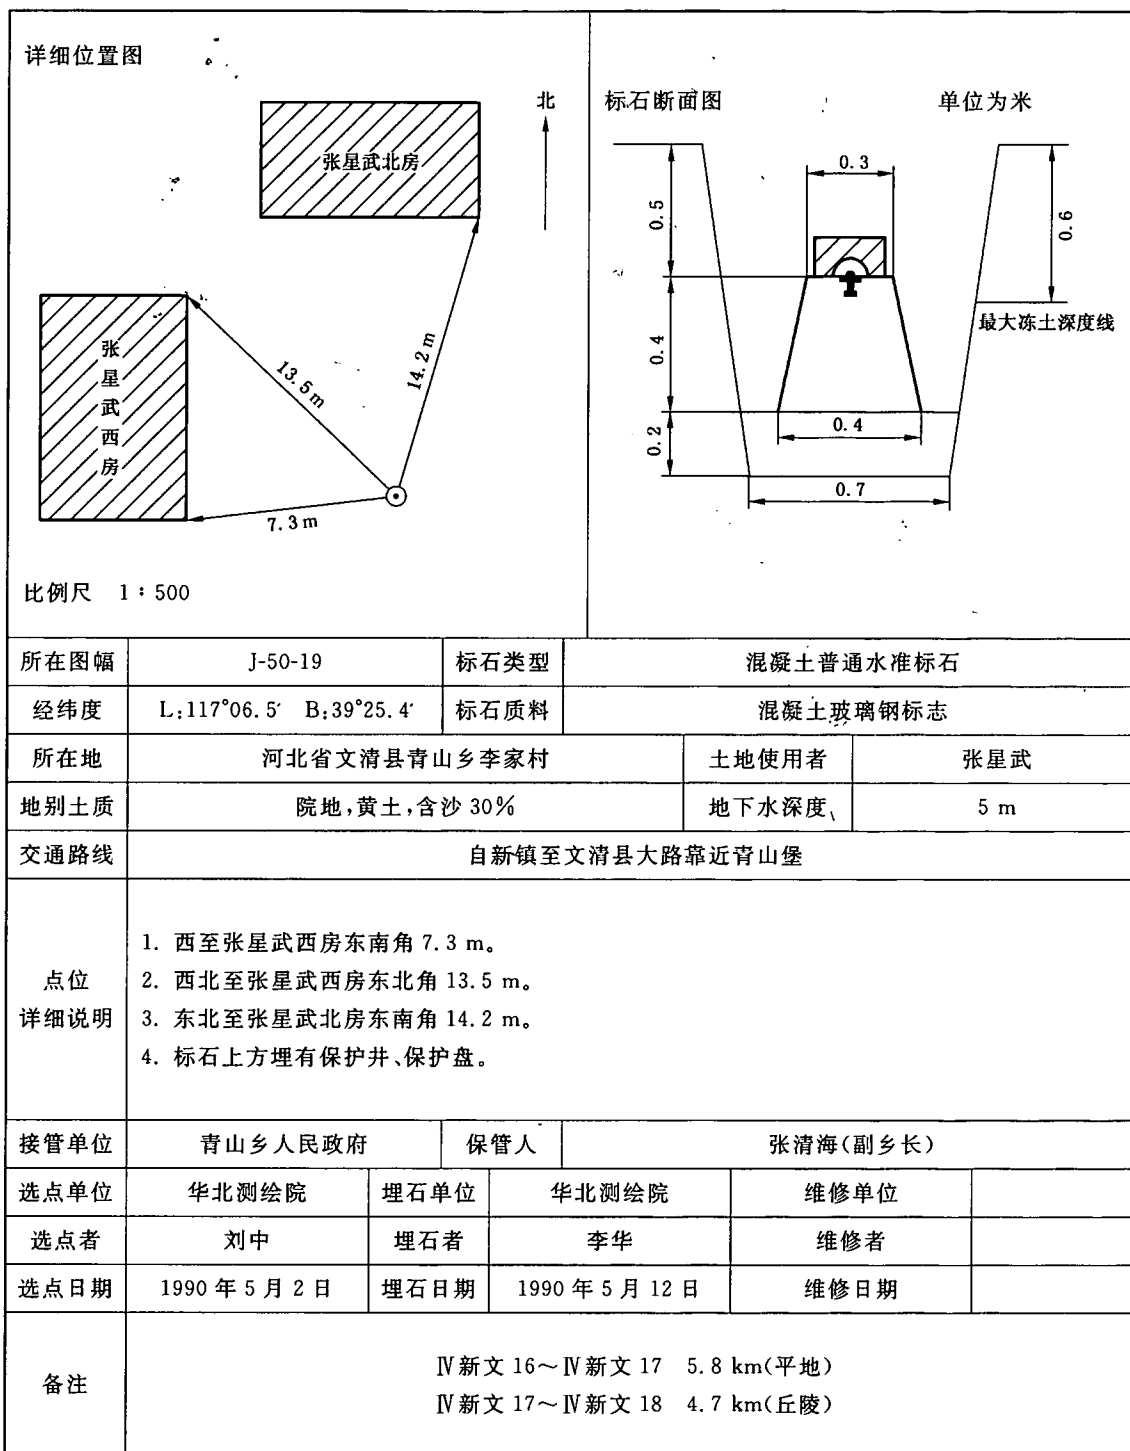 详细位置图
北
张星武北房
张星武西房
13.5 m
14.2 m
7.3 m
比例尺 1:500
标石断面图 单位为米
0.3
0.5
0.6
最大冻土深度线
0.4
0.4
0.2
0.7
所在图幅 J-50-19 标石类型 混凝土普通水准标石
经纬度 L:117°06.5′ B:39°25.4′ 标石质料 混凝土玻璃钢标志
所在地 河北省文清县青山乡李家村 土地使用者 张星武
地别土质 院地,黄土,含沙 30% 地下水深度 5 m
交通路线 自新镇至文清县大路靠近青山堡
点位
详细说明
1. 西至张星武西房东南角 7.3 m。
2. 西北至张星武西房东北角 13.5 m。
3. 东北至张星武北房东南角 14.2 m。
4. 标石上方埋有保护井、保护盘。
接管单位 青山乡人民政府 保管人 张清海(副乡长)
选点单位 华北测绘院 埋石单位 华北测绘院 维修单位
选点者 刘中 埋石者 李华 维修者
选点日期 1990 年 5 月 2 日 埋石日期 1990 年 5 月 12 日 维修日期
备注
Ⅳ新文 16～Ⅳ新文 17 5.8 km(平地)
Ⅳ新文 17～Ⅳ新文 18 4.7 km(丘陵)